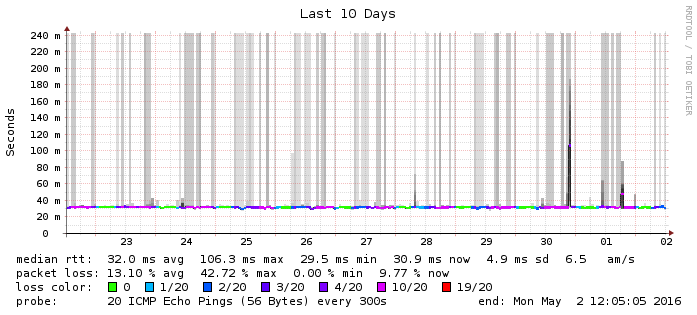 Last 10 Days
RRDTOOL / TOBI OETIKER
Seconds
240 m
220 m
200 m
180 m
160 m
140 m
120 m
100 m
80 m
60 m
40 m
20 m
0
23 24 25 26 27 28 29 30 01 02
median rtt: 32.0 ms avg 106.3 ms max 29.5 ms min 30.9 ms now 4.9 ms sd 6.5 am/s
packet loss: 13.10 % avg 42.72 % max 0.00 % min 9.77 % now
loss color: 0 1/20 2/20 3/20 4/20 10/20 19/20
probe: 20 ICMP Echo Pings (56 Bytes) every 300s end: Mon May 2 12:05:05 2016